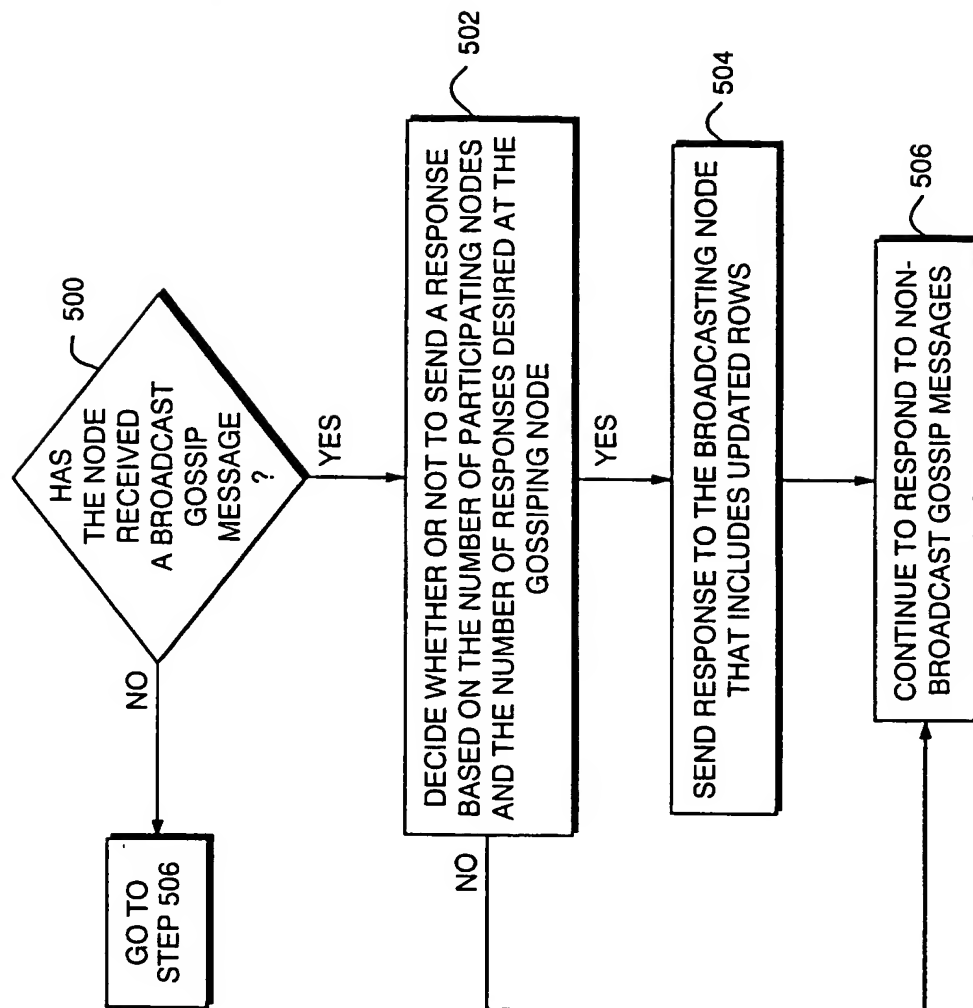 500
HAS
THE NODE
RECEIVED
A BROADCAST
GOSSIP
MESSAGE
?
NO
GO TO
STEP 506
YES
502
DECIDE WHETHER OR NOT TO SEND A RESPONSE
BASED ON THE NUMBER OF PARTICIPATING NODES
AND THE NUMBER OF RESPONSES DESIRED AT THE
GOSSIPING NODE
NO
YES
504
SEND RESPONSE TO THE BROADCASTING NODE
THAT INCLUDES UPDATED ROWS
506
CONTINUE TO RESPOND TO NON-
BROADCAST GOSSIP MESSAGES